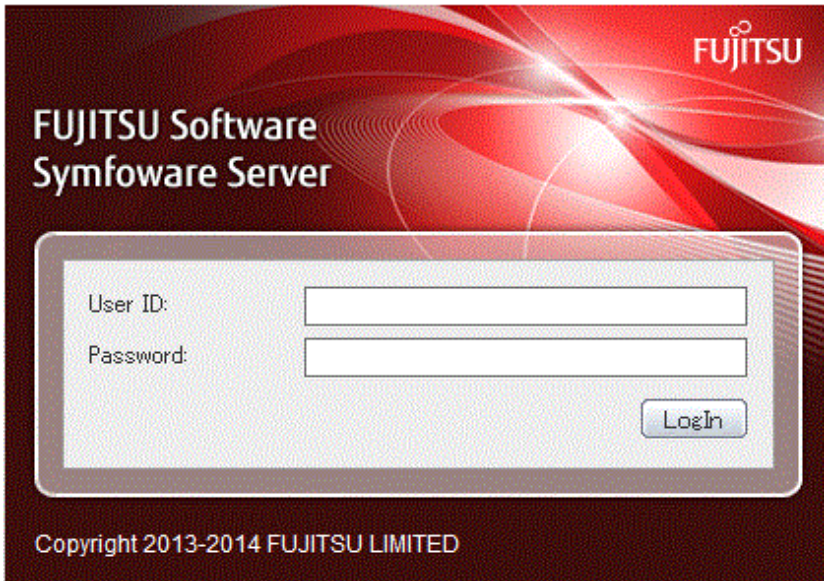 FUJITSU
FUJITSU Software
Symfoware Server
User ID:
Password:
LogIn
Copyright 2013-2014 FUJITSU LIMITED